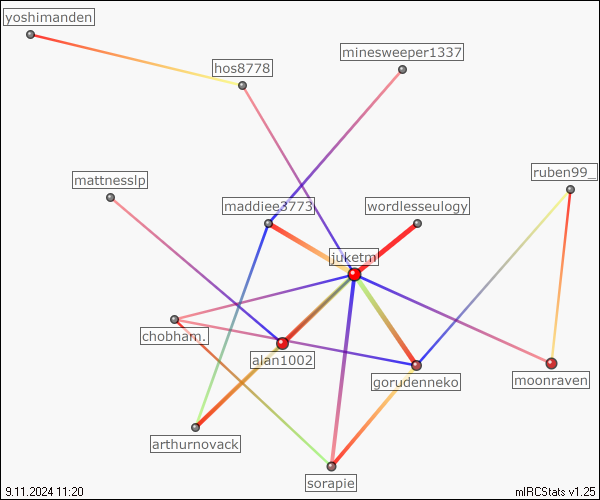 yoshimanden
minesweeper1337
hos8778
ruben99_
mattnesslp
maddiee3773
wordlesseulogy
juketm
chobham.
alan1002
gorudenneko
moonraven
arthurnovack
sorapie
9.11.2024 11:20
mIRCStats v1.25